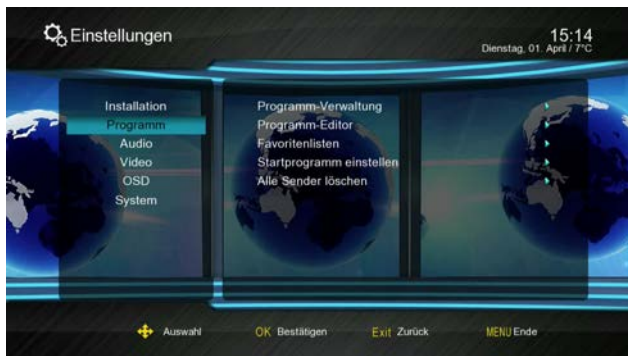 Einstellungen
15:14
Dienstag, 01. April / 7°C
Installation
Programm
Audio
Video
OSD
System
Programm-Verwaltung
Programm-Editor
Favoritenlisten
Startprogramm einstellen
Alle Sender löschen
Auswahl
OK Bestätigen
Exit Zurück
MENU Ende